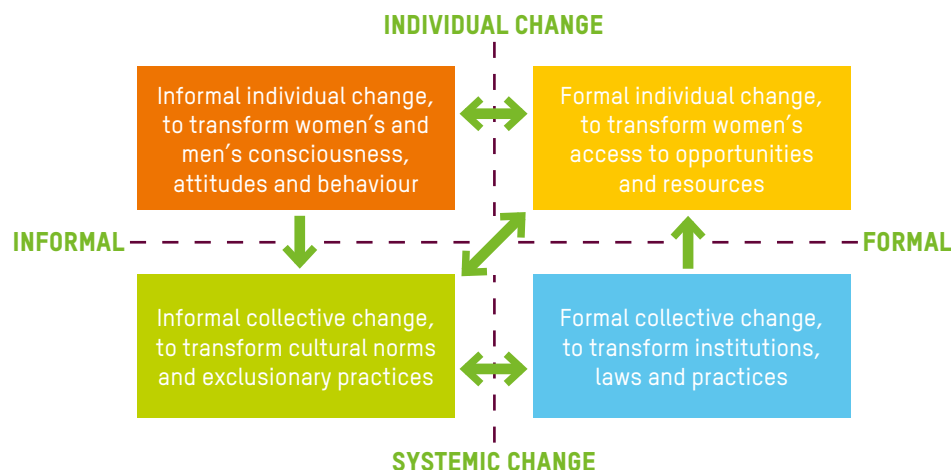 INDIVIDUAL CHANGE
Informal individual change,
to transform women's and
men's consciousness,
attitudes and behaviour
Formal individual change,
to transform women's
access to opportunities
and resources
INFORMAL
FORMAL
Informal collective change,
to transform cultural norms
and exclusionary practices
Formal collective change,
to transform institutions,
laws and practices
SYSTEMIC CHANGE